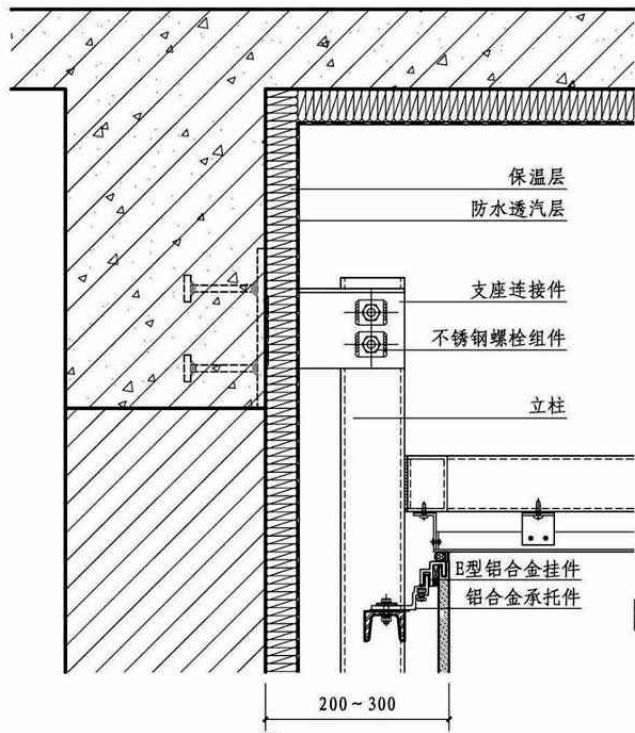 保温层
防水透汽层
支座连接件
不锈钢螺栓组件
立柱
E型铝合金挂件
铝合金承托件
200~300